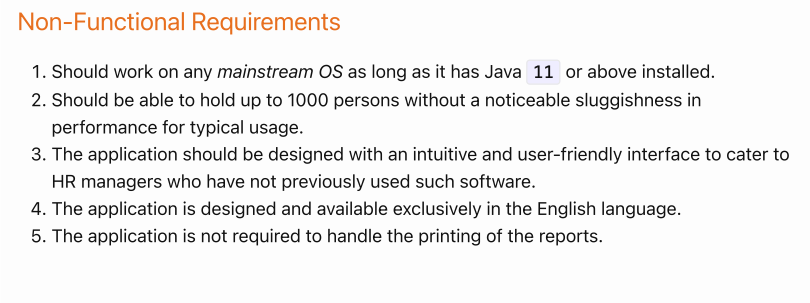 Non-Functional Requirements
1. Should work on any mainstream OS as long as it has Java 11 or above installed.
2. Should be able to hold up to 1000 persons without a noticeable sluggishness in
performance for typical usage.
3. The application should be designed with an intuitive and user-friendly interface to cater to
HR managers who have not previously used such software.
4. The application is designed and available exclusively in the English language.
5. The application is not required to handle the printing of the reports.